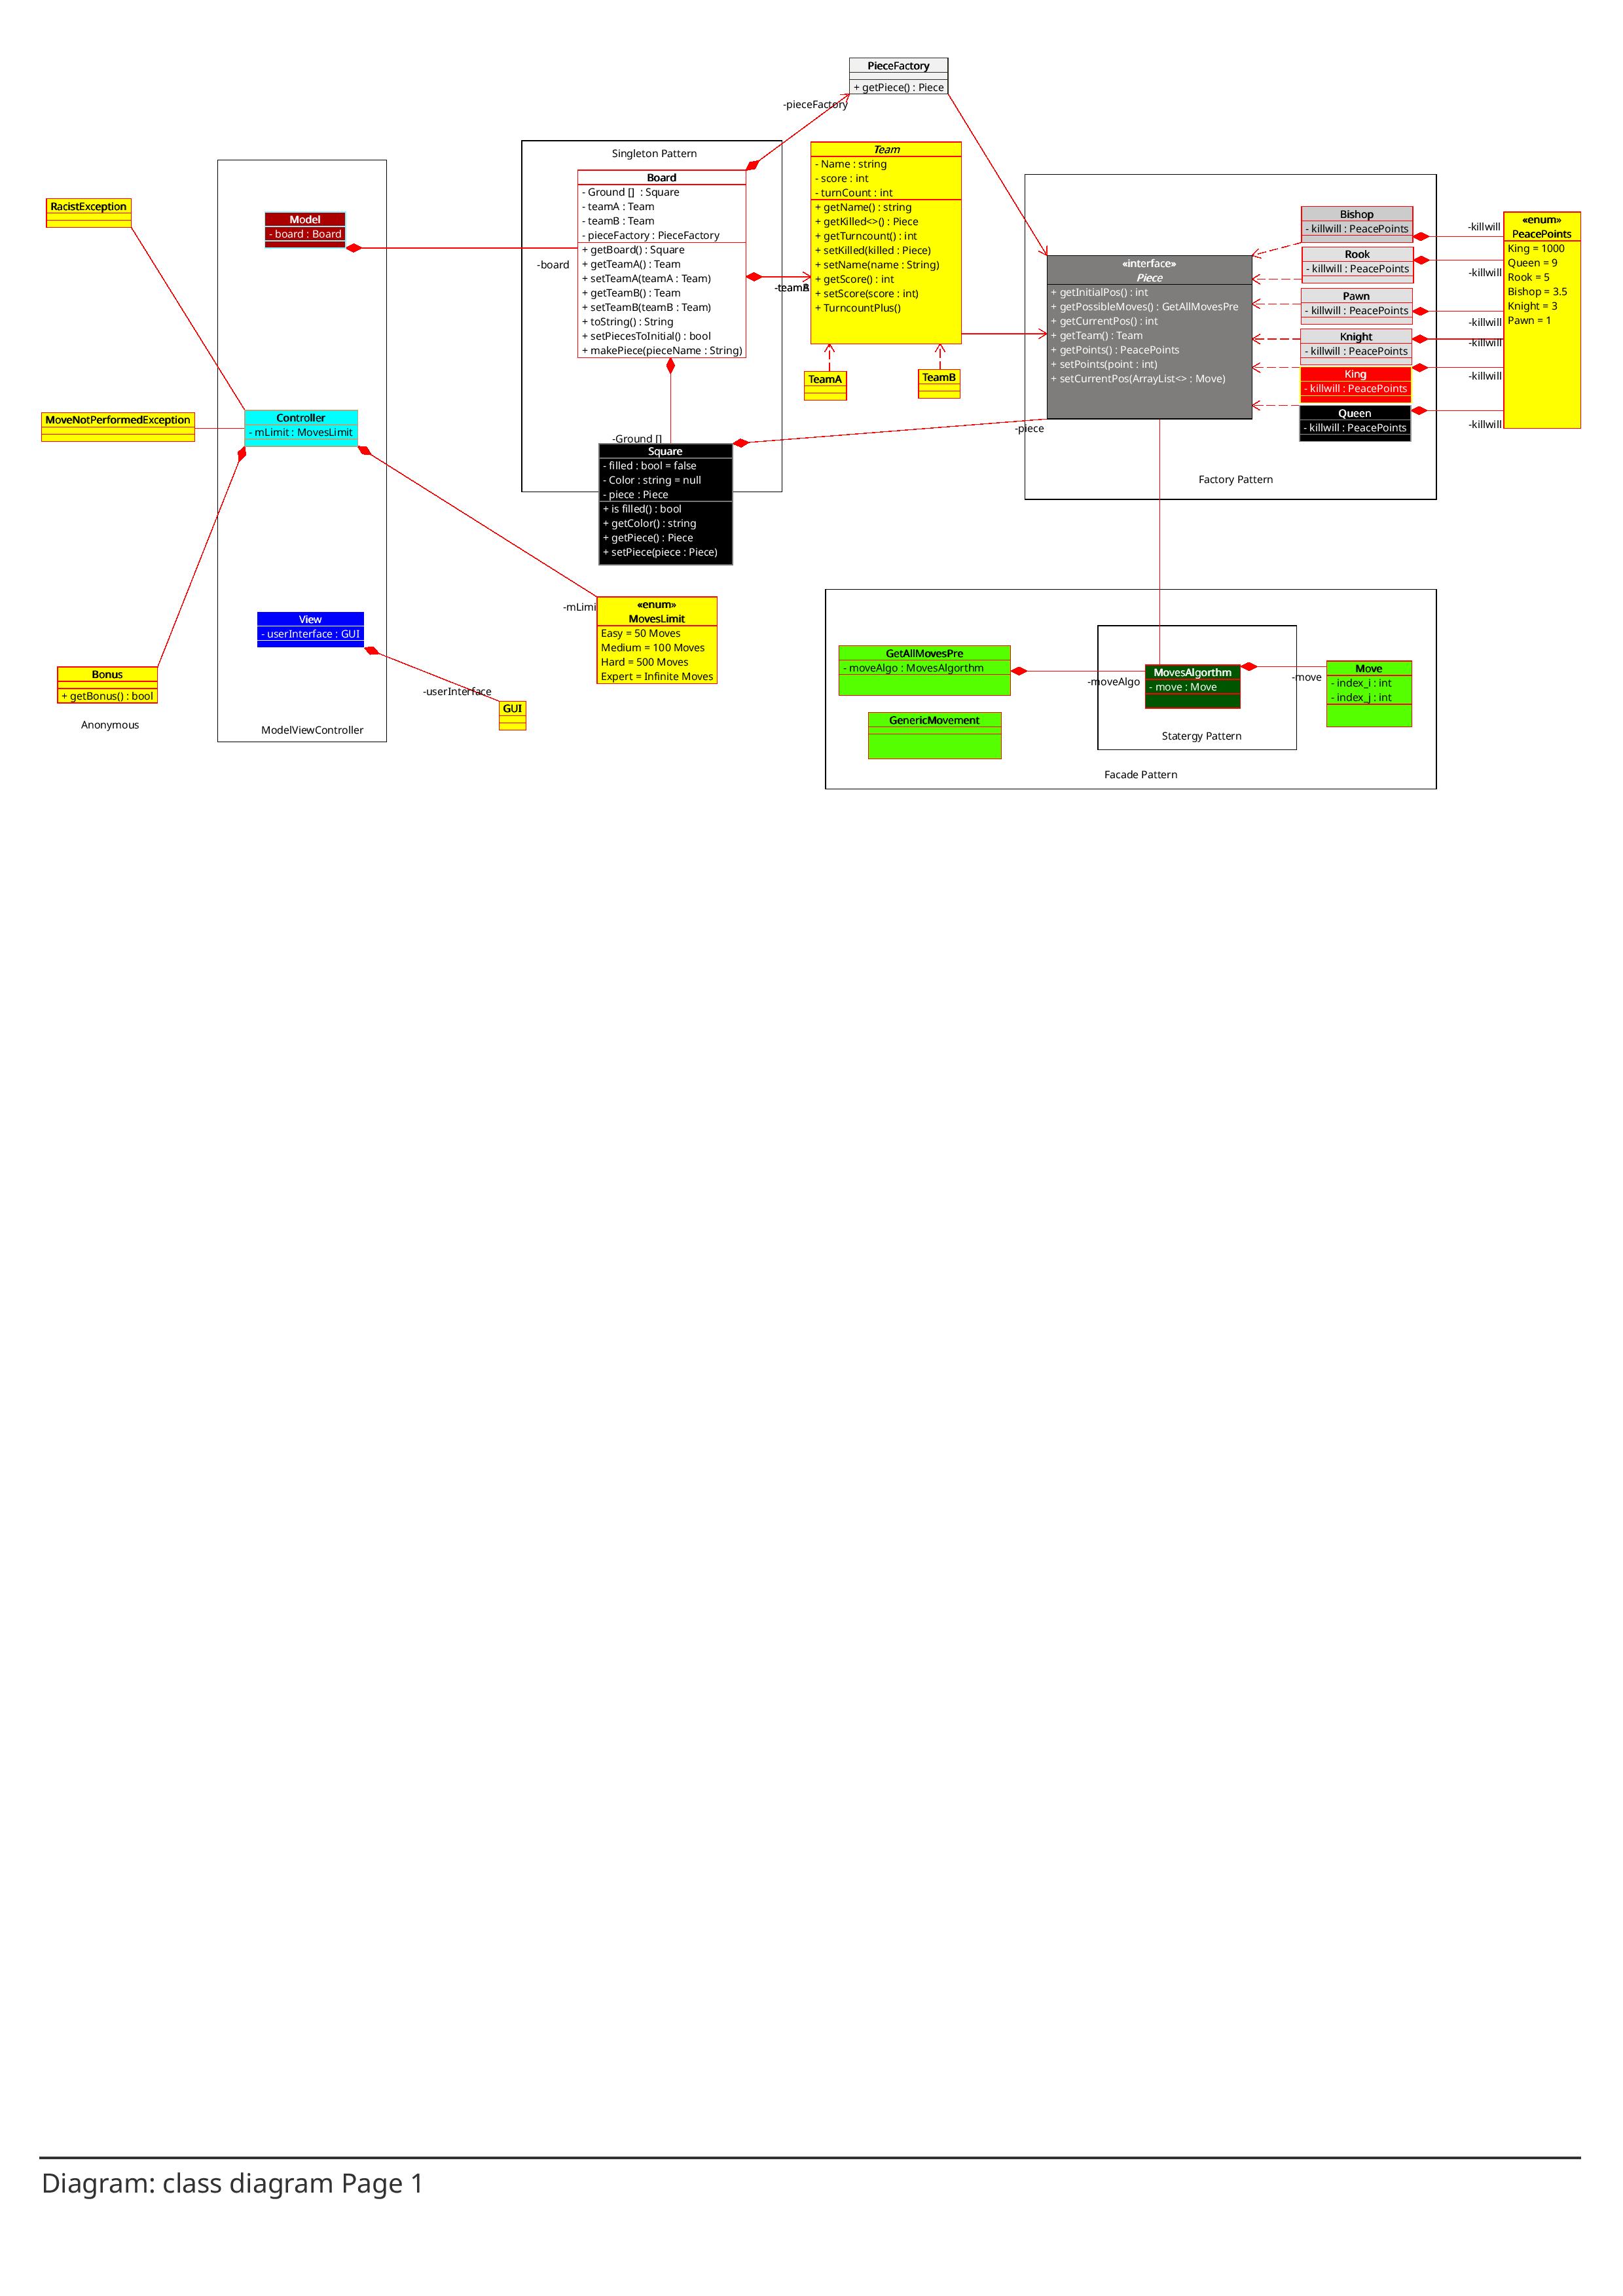 PieceFactory
+ getPiece() : Piece
-pieceFactory
Singleton Pattern
Board
- Ground []  : Square
- teamA : Team
- teamB : Team
- pieceFactory : PieceFactory
+ getBoard() : Square
+ getTeamA() : Team
+ setTeamA(teamA : Team)
+ getTeamB() : Team
+ setTeamB(teamB : Team)
+ toString() : String
+ setPiecesToInitial() : bool
+ makePiece(pieceName : String)
Team
- Name : string
- score : int
- turnCount : int
+ getName() : string
+ getKilled<>() : Piece
+ getTurncount() : int
+ setKilled(killed : Piece)
+ setName(name : String)
+ getScore() : int
+ setScore(score : int)
+ TurncountPlus()
TeamA
TeamB
RacistException
Model
- board : Board
-board
MoveNotPerformedException
Controller
- mLimit : MovesLimit
View
- userInterface : GUI
-userInterface
GUI
Bonus
+ getBonus() : bool
Anonymous
ModelViewController
-Ground []
Square
- filled : bool = false
- Color : string = null
- piece : Piece
+ is filled() : bool
+ getColor() : string
+ getPiece() : Piece
+ setPiece(piece : Piece)
-mLimi
«enum»
MovesLimit
Easy = 50 Moves
Medium = 100 Moves
Hard = 500 Moves
Expert = Infinite Moves
«interface»
Piece
+ getInitialPos() : int
+ getPossibleMoves() : GetAllMovesPre
+ getCurrentPos() : int
+ getTeam() : Team
+ getPoints() : PeacePoints
+ setPoints(point : int)
+ setCurrentPos(ArrayList<> : Move)
-piece
Bishop
- killwill : PeacePoints
Rook
- killwill : PeacePoints
Pawn
- killwill : PeacePoints
Knight
- killwill : PeacePoints
King
- killwill : PeacePoints
Queen
- killwill : PeacePoints
Factory Pattern
-killwill
-killwill
-killwill
-killwill
-killwill
-killwill
«enum»
PeacePoints
King = 1000
Queen = 9
Rook = 5
Bishop = 3.5
Knight = 3
Pawn = 1
GetAllMovesPre
- moveAlgo : MovesAlgorthm
GenericMovement
-moveAlgo
MovesAlgorthm
- move : Move
-move
Move
- index_i : int
- index_j : int
Statergy Pattern
Facade Pattern
Diagram: class diagram Page 1